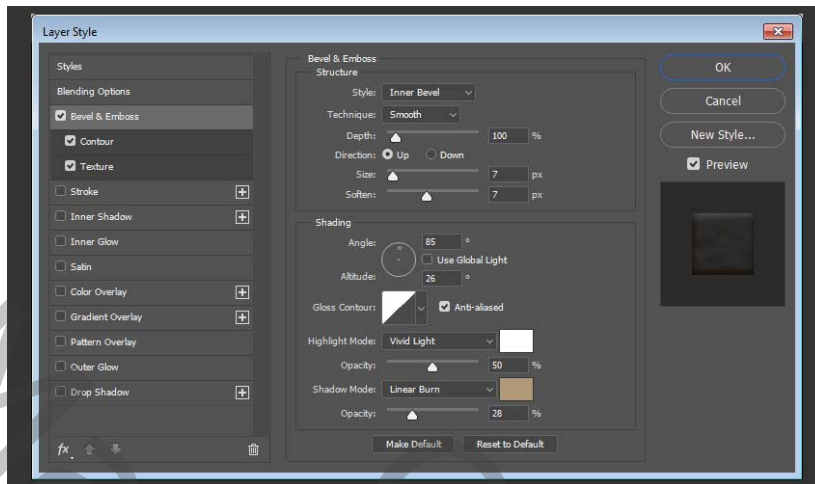 Layer Style
Styles
Blending Options
Bevel & Emboss
Contour
Texture
Stroke
Inner Shadow
Inner Glow
Satin
Color Overlay
Gradient Overlay
Pattern Overlay
Outer Glow
Drop Shadow
fx
Bevel & Emboss
Structure
Style: Inner Bevel
Technique: Smooth
Depth: 100 %
Direction: Up Down
Size: 7 px
Soften: 7 px
Shading
Angle: 85 °
Use Global Light
Altitude: 26 °
Gloss Contour: Anti-aliased
Highlight Mode: Vivid Light
Opacity: 50 %
Shadow Mode: Linear Burn
Opacity: 28 %
Make Default Reset to Default
OK
Cancel
New Style...
Preview